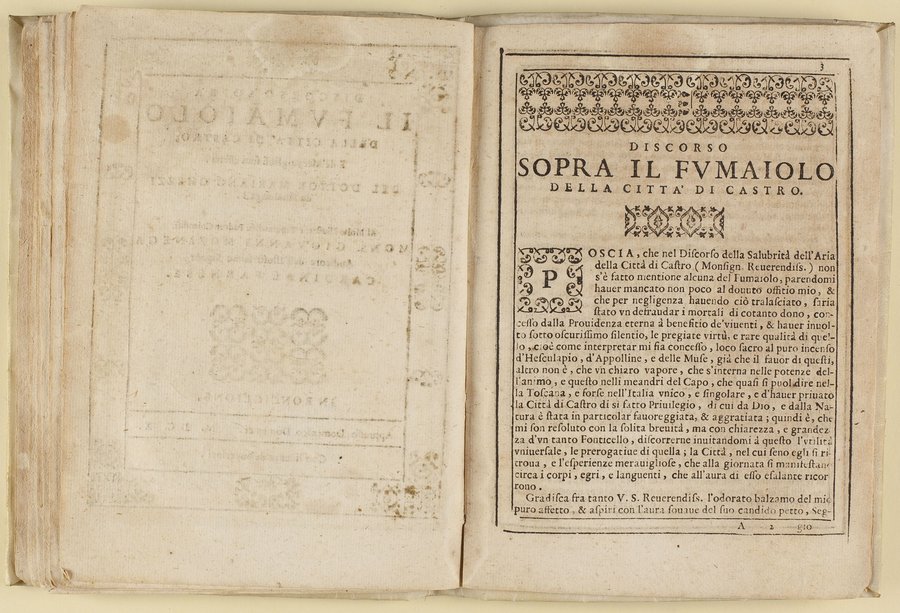 3
DISCORSO
SOPRA IL FVMAIOLO
DELLA CITTA' DI CASTRO.
POSCIA, che nel Discorso della Salubrità dell'Aria
della Città di Castro (Monsign. Reuerendiss.) non
s'è fatto mentione alcuna del Fumaiolo, parendomi
hauer mancato non poco al douuto offitio mio, &
che per negligenza hauendo ciò tralasciato, saria
stato vn defraudar i mortali di cotanto dono, con-
cesso dalla Prouidenza eterna à benefitio de'viuenti, & hauer inuol-
to sotto oscurissimo silentio, le pregiate virtù, e rare qualità di quel-
lo, cioè come interpretar mi sia concesso, loco sacro al puro incenso
d'Hesculapio, d'Appolline, e delle Muse, già che il fauor di questi,
altro non è, che vn chiaro vapore, che s'interna nelle potenze del-
l'animo, e questo nelli meandri del Capo, che quasi si puol dire nel-
la Toscana, e forse nell'Italia vnico, e singolare, e d'hauer priuato
la Città di Castro di si fatto Priuilegio, di cui da Dio, e dalla Na-
tura è stata in particolar fauoreggiata, & aggratiata; quindi è, che
mi son resoluto con la solita breuità, ma con chiarezza, e grandez
za d'vn tanto Fonticello, discorrerne inuitandomi à questo l'vtilità
vniuersale, le prerogatiue di quella; la Città, nel cui seno egli si ri-
troua, e l'esperienze merauigliose, che alla giornata si manifestano
circa i corpi, egri, e languenti, che all'aura di esso esalante ricor
rono.
Gradisca fra tanto V. S. Reuerendiss. l'odorato balzamo del mio
puro affetto, & aspiri con l'aura soaue del suo candido petto, Seg-
A 2 gio